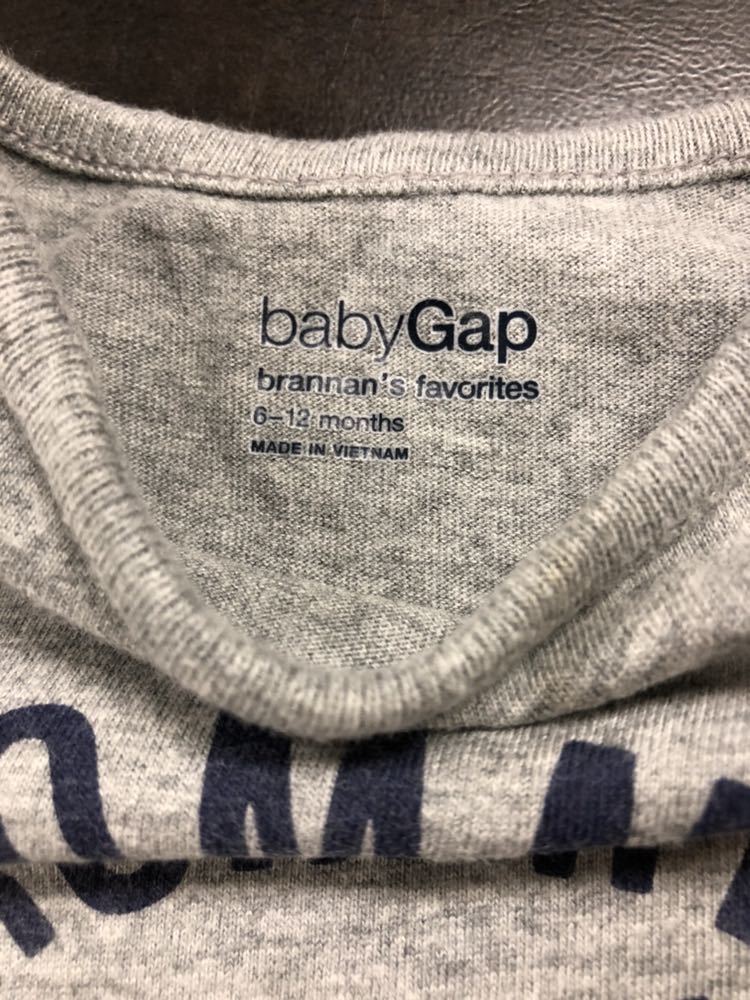 babyGap
brannan's favorites
6–12 months
MADE IN VIETNAM